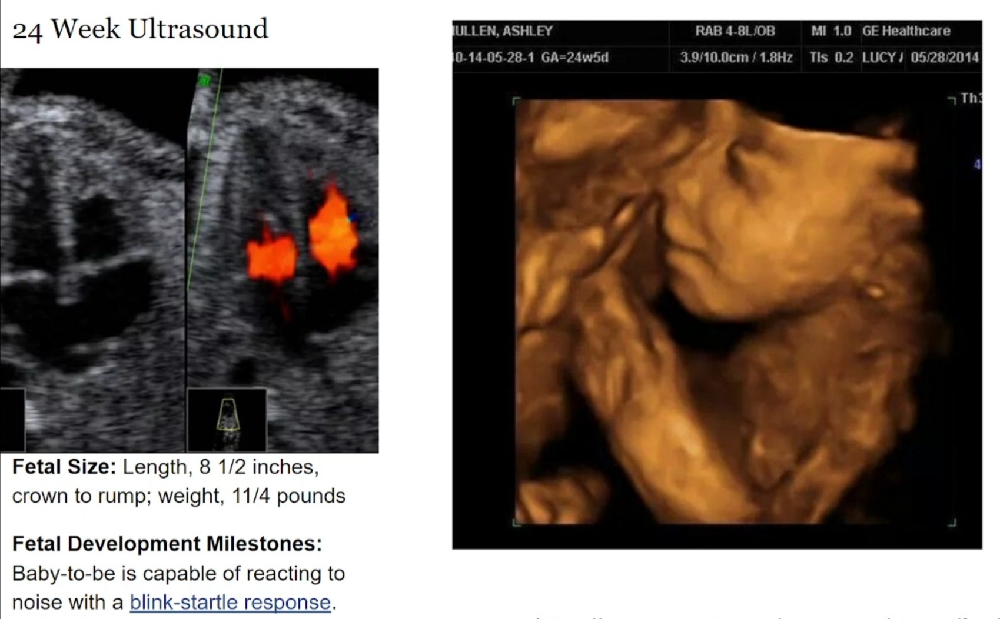 24 Week Ultrasound
Fetal Size: Length, 8 1/2 inches,
crown to rump; weight, 11/4 pounds
Fetal Development Milestones:
Baby-to-be is capable of reacting to
noise with a blink-startle response.
ULLEN, ASHLEY RAB 4-8L/OB MI 1.0 GE Healthcare
0-14-05-28-1 GA=24w5d 3.9/10.0cm / 1.8Hz TIs 0.2 LUCY 05/28/2014
Th3
4